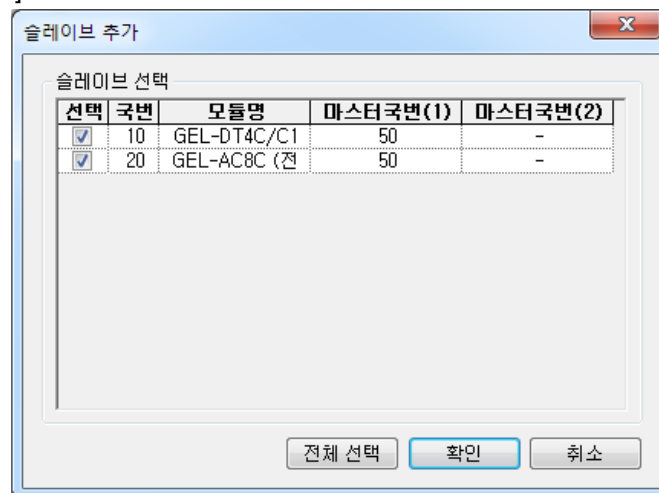 슬레이브 추가
슬레이브 선택
선택 국번 모듈명 마스터국번(1) 마스터국번(2)
10 GEL-DT4C/C1 50 -
20 GEL-AC8C (전 50 -
전체 선택 확인 취소